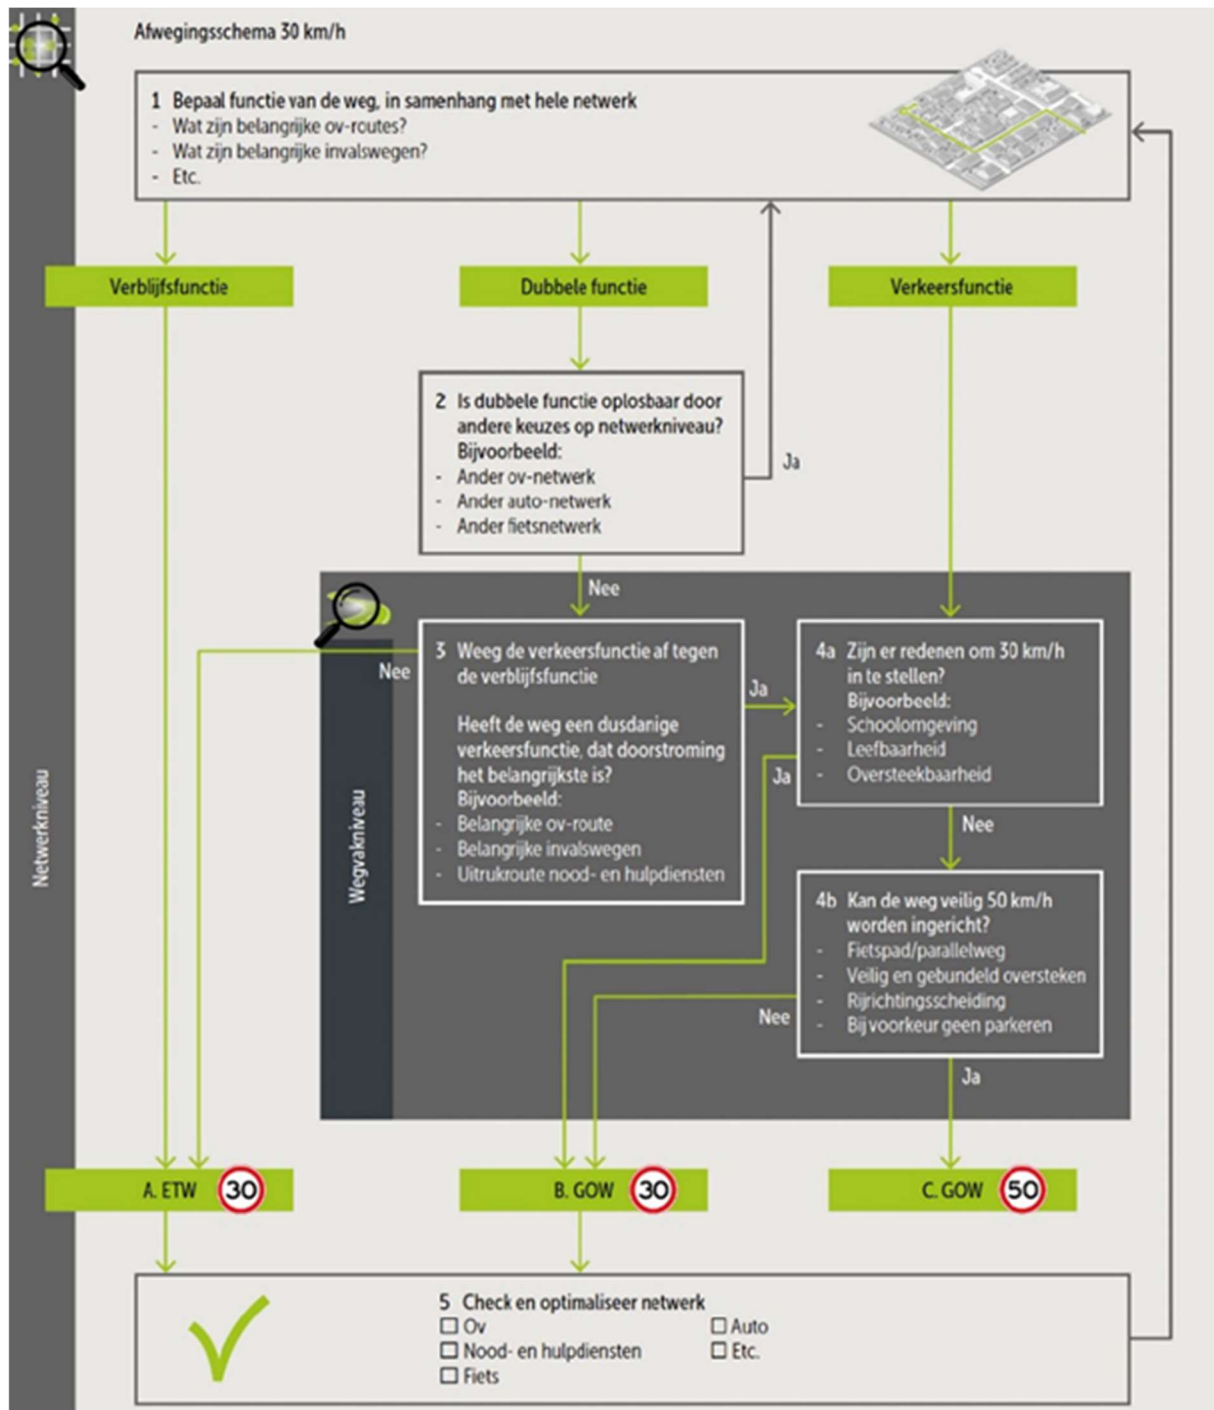 Afwegingsschema 30 km/h
1 Bepaal functie van de weg, in samenhang met hele netwerk
- Wat zijn belangrijke ov-routes?
- Wat zijn belangrijke invalswegen?
- Etc.
Verblijfsfunctie
Dubbele functie
Verkeersfunctie
2 Is dubbele functie oplosbaar door
andere keuzes op netwerkniveau?
Bijvoorbeeld:
- Ander ov-netwerk
- Ander auto-netwerk
- Ander fietsnetwerk
Ja
Nee
3 Weeg de verkeersfunctie af tegen
de verblijfsfunctie
Heeft de weg een dusdanige
verkeersfunctie, dat doorstroming
het belangrijkste is?
Bijvoorbeeld:
- Belangrijke ov-route
- Belangrijke invalswegen
- Uitrukroute nood- en hulpdiensten
Nee
Ja
4a Zijn er redenen om 30 km/h
in te stellen?
Bijvoorbeeld:
- Schoolomgeving
- Leefbaarheid
- Oversteekbaarheid
Ja
Nee
4b Kan de weg veilig 50 km/h
worden ingericht?
- Fietspad/parallelweg
- Veilig en gebundeld oversteken
- Rijrichtingsscheiding
- Bij voorkeur geen parkeren
Nee
Ja
Netwerkniveau
Wegvakniveau
A. ETW 30
B. GOW 30
C. GOW 50
5 Check en optimaliseer netwerk
Ov
Nood- en hulpdiensten
Fiets
Auto
Etc.